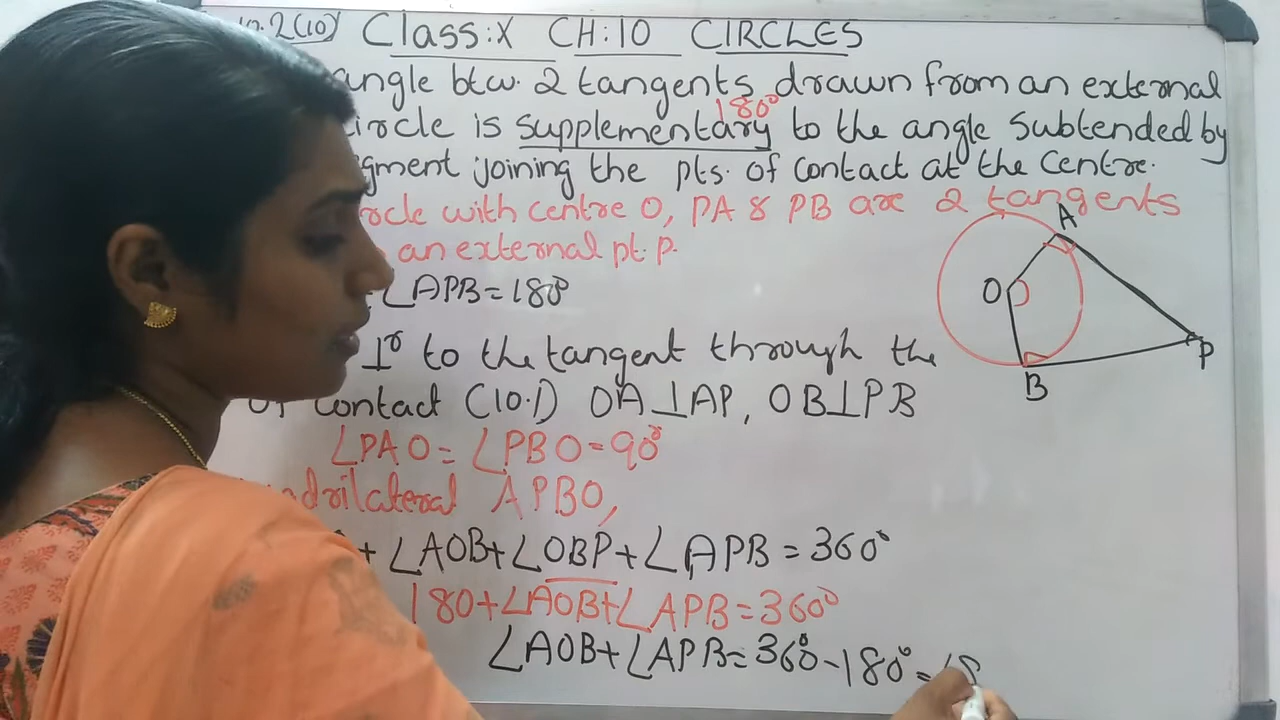 10.2(10) Class:X CH:10 CIRCLES
angle btw. 2 tangents drawn from an external
180°
circle is supplementary to the angle subtended by
gment joining the pts. of contact at the centre.
rcle with centre O, PA & PB are 2 tangents
an external pt. P.
∠APB=180°
⊥r to the tangent through the
of contact (10.1) OA⊥AP, OB⊥PB
∠PAO=∠PBO=90°
adrilateral APBO,
+∠AOB+∠OBP+∠APB=360°
180+∠AOB+∠APB=360°
∠AOB+∠APB=360°-180°=18
A
O
P
B